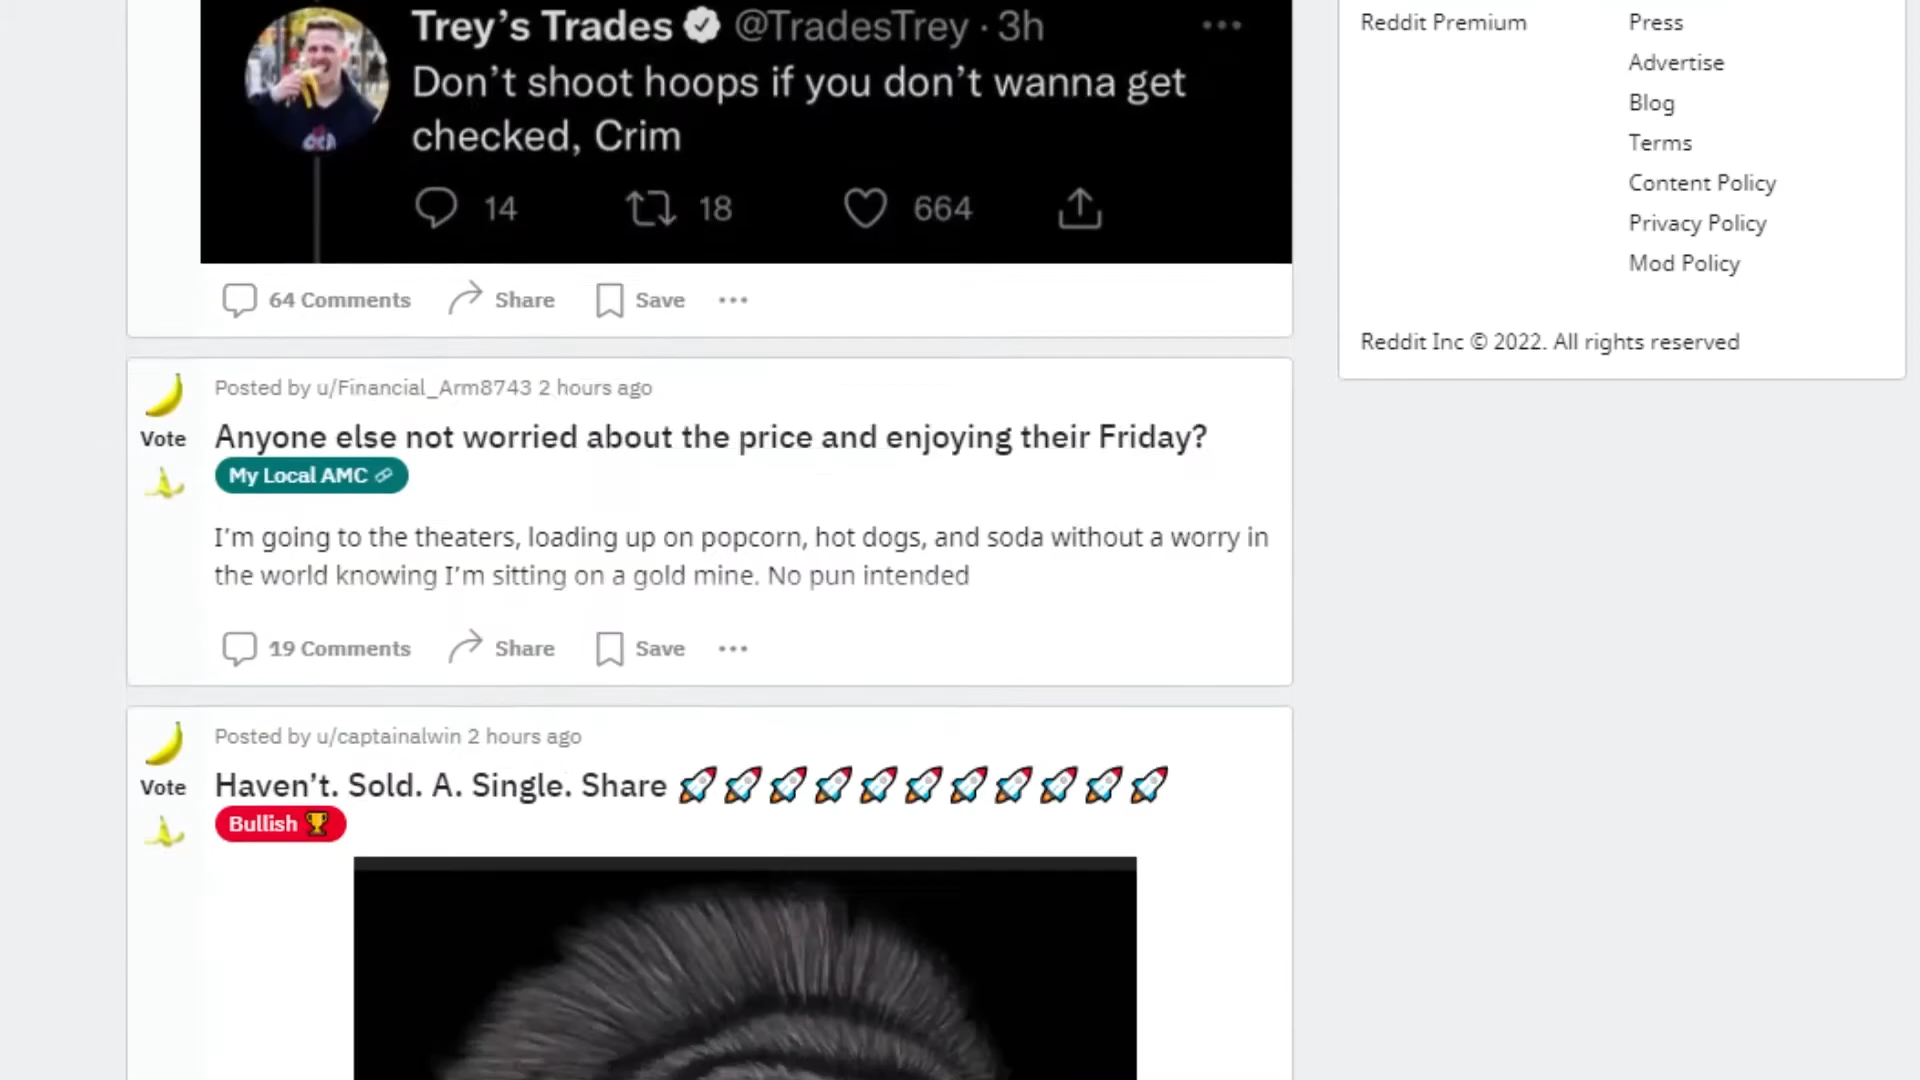 Trey's Trades @TradesTrey · 3h
Don't shoot hoops if you don't wanna get
checked, Crim
14 18 664
64 Comments Share Save
Posted by u/Financial_Arm8743 2 hours ago
Vote
Anyone else not worried about the price and enjoying their Friday?
My Local AMC
I'm going to the theaters, loading up on popcorn, hot dogs, and soda without a worry in
the world knowing I'm sitting on a gold mine. No pun intended
19 Comments Share Save
Posted by u/captainalwin 2 hours ago
Vote
Haven't. Sold. A. Single. Share 🚀🚀🚀🚀🚀🚀🚀🚀🚀🚀🚀
Bullish 🏆
Reddit Premium
Press
Advertise
Blog
Terms
Content Policy
Privacy Policy
Mod Policy
Reddit Inc © 2022. All rights reserved